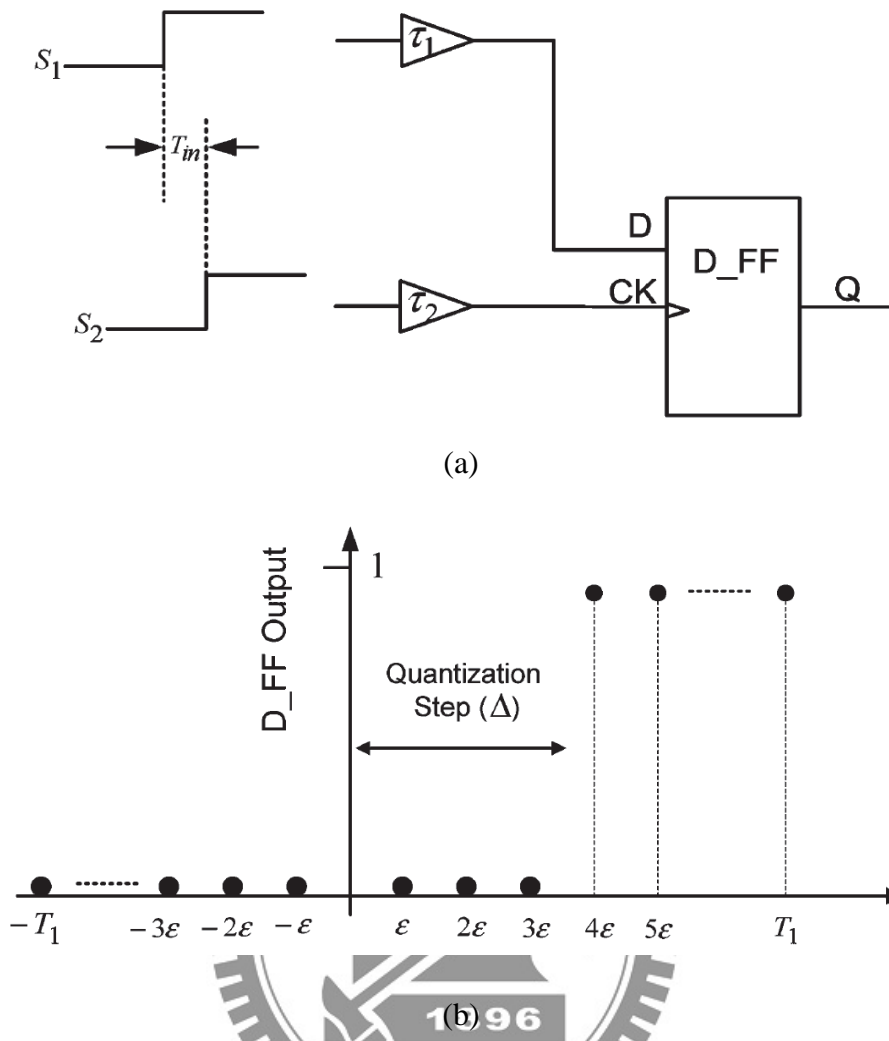 S₁
T_in
S₂
τ₁
τ₂
D
CK
D_FF
Q
(a)
D_FF Output
1
Quantization
Step (Δ)
−T₁ −3ε −2ε −ε ε 2ε 3ε 4ε 5ε T₁
1896
(b)